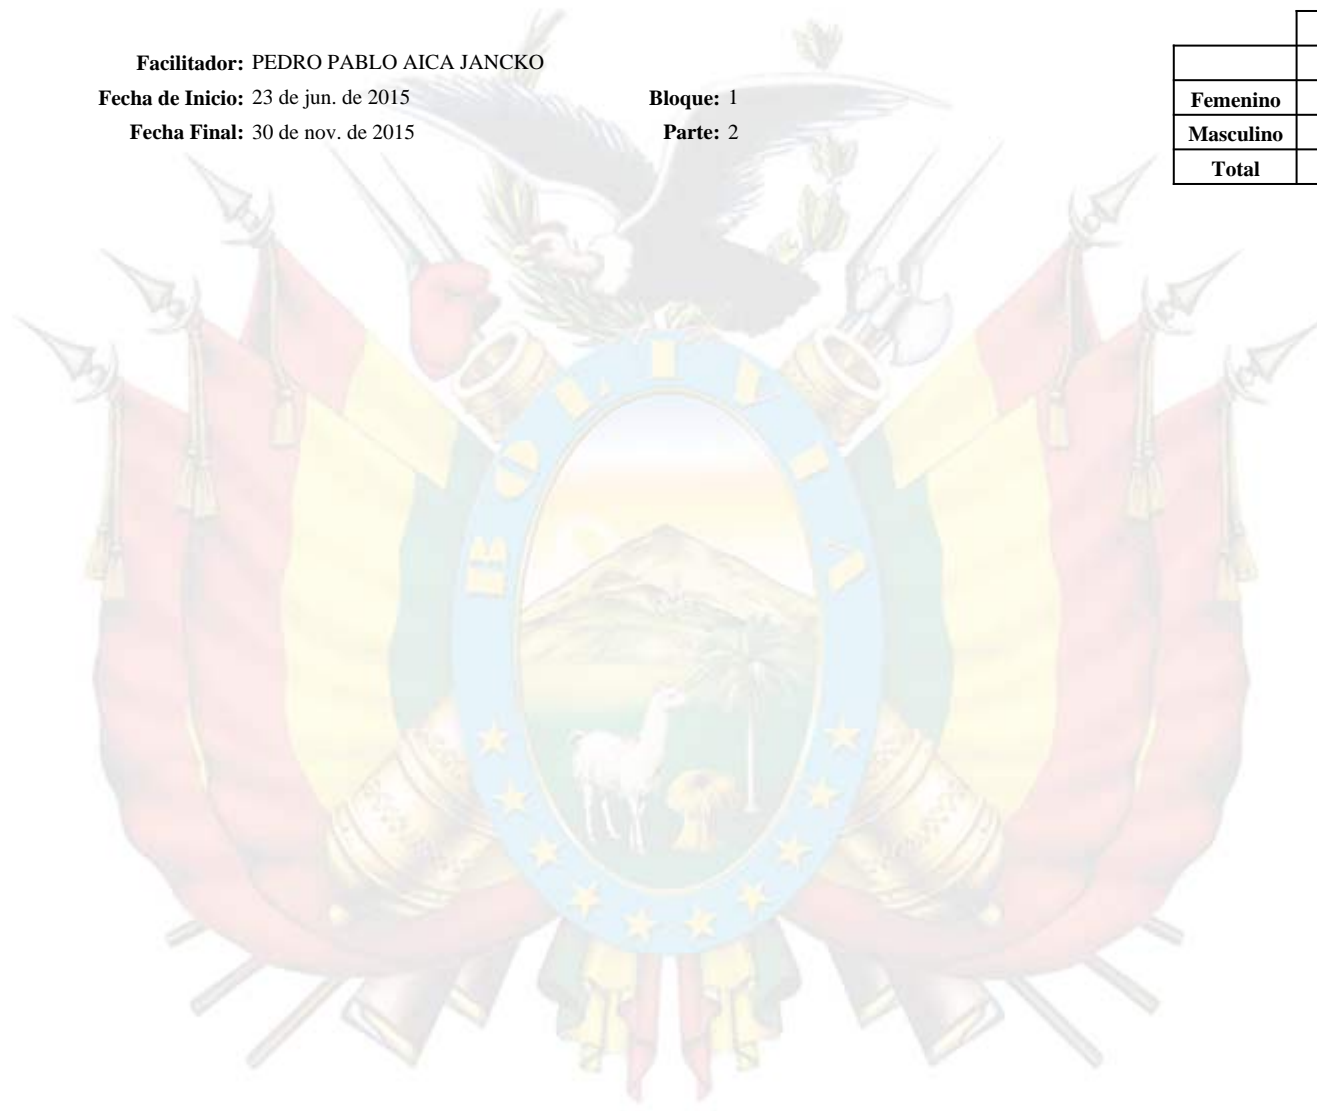 Facilitador: PEDRO PABLO AICA JANCKO
Fecha de Inicio: 23 de jun. de 2015 Bloque: 1
Fecha Final: 30 de nov. de 2015 Parte: 2
Femenino
Masculino
Total
BOLIVIA